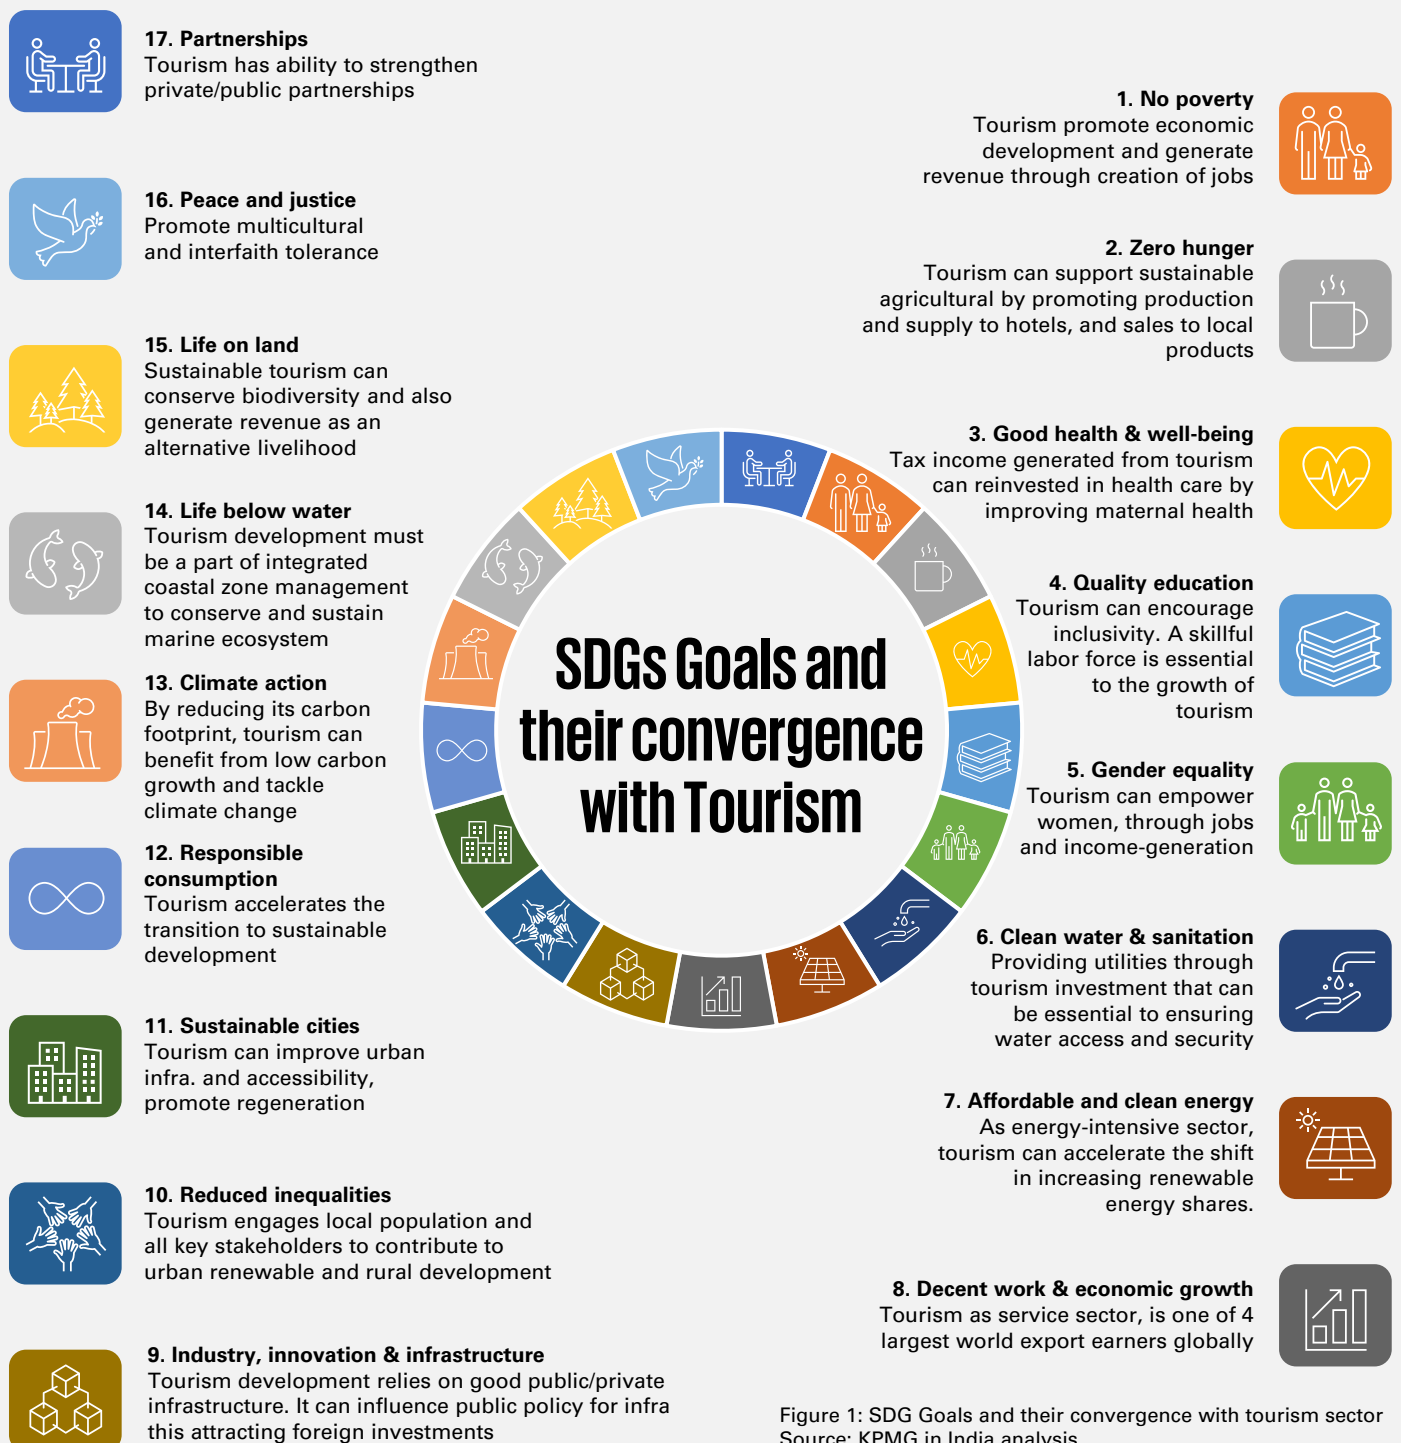 17. Partnerships
Tourism has ability to strengthen
private/public partnerships
16. Peace and justice
Promote multicultural
and interfaith tolerance
15. Life on land
Sustainable tourism can
conserve biodiversity and also
generate revenue as an
alternative livelihood
14. Life below water
Tourism development must
be a part of integrated
coastal zone management
to conserve and sustain
marine ecosystem
13. Climate action
By reducing its carbon
footprint, tourism can
benefit from low carbon
growth and tackle
climate change
12. Responsible
consumption
Tourism accelerates the
transition to sustainable
development
11. Sustainable cities
Tourism can improve urban
infra. and accessibility,
promote regeneration
10. Reduced inequalities
Tourism engages local population and
all key stakeholders to contribute to
urban renewable and rural development
9. Industry, innovation & infrastructure
Tourism development relies on good public/private
infrastructure. It can influence public policy for infra
this attracting foreign investments
SDGs Goals and
their convergence
with Tourism
1. No poverty
Tourism promote economic
development and generate
revenue through creation of jobs
2. Zero hunger
Tourism can support sustainable
agricultural by promoting production
and supply to hotels, and sales to local
products
3. Good health & well-being
Tax income generated from tourism
can reinvested in health care by
improving maternal health
4. Quality education
Tourism can encourage
inclusivity. A skillful
labor force is essential
to the growth of
tourism
5. Gender equality
Tourism can empower
women, through jobs
and income-generation
6. Clean water & sanitation
Providing utilities through
tourism investment that can
be essential to ensuring
water access and security
7. Affordable and clean energy
As energy-intensive sector,
tourism can accelerate the shift
in increasing renewable
energy shares.
8. Decent work & economic growth
Tourism as service sector, is one of 4
largest world export earners globally
Figure 1: SDG Goals and their convergence with tourism sector
Source: KPMG in India analysis